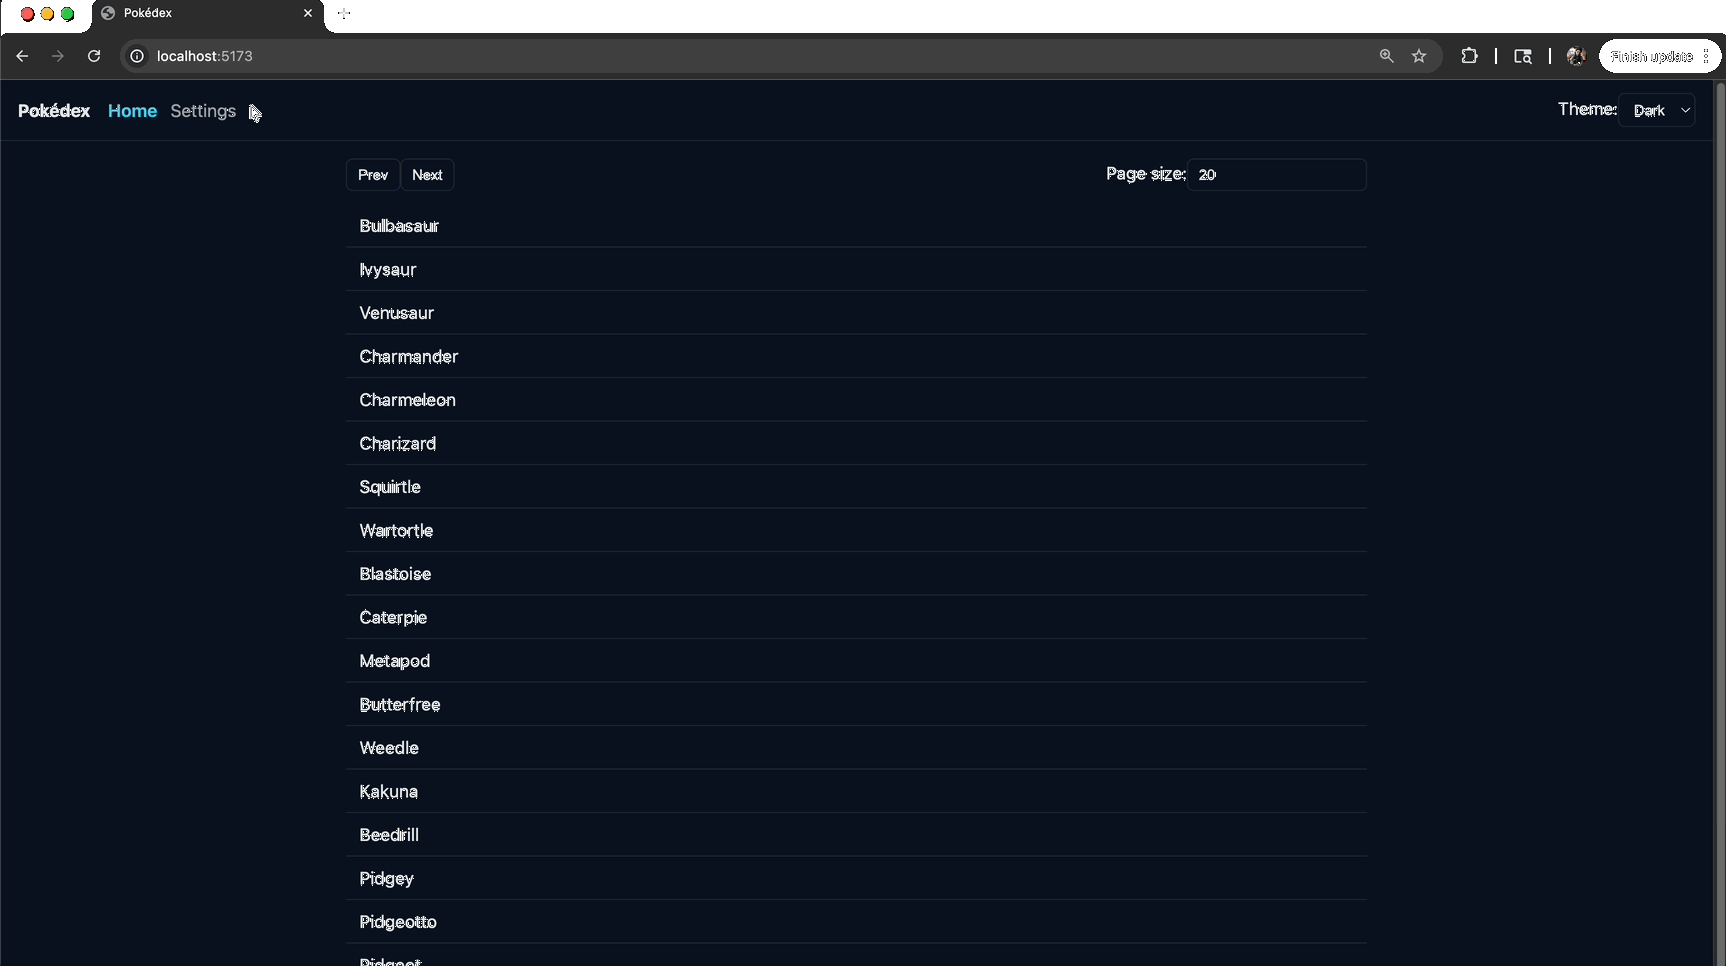 Pokédex
localhost:5173
Finish update
Pokédex Home Settings Theme: Dark
Prev Next Page size: 20
Bulbasaur
Ivysaur
Venusaur
Charmander
Charmeleon
Charizard
Squirtle
Wartortle
Blastoise
Caterpie
Metapod
Butterfree
Weedle
Kakuna
Beedrill
Pidgey
Pidgeotto
Pidgeot